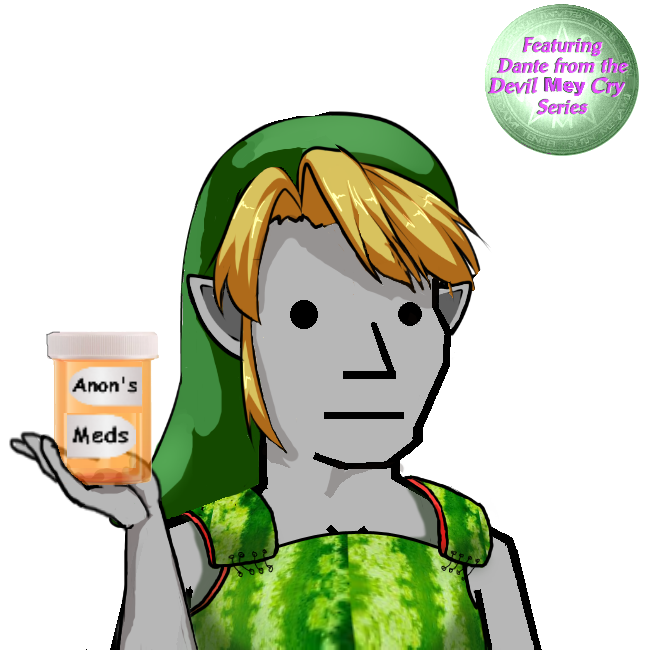 Featuring
Dante from the
Devil Mey Cry
Series
Anon's
Meds